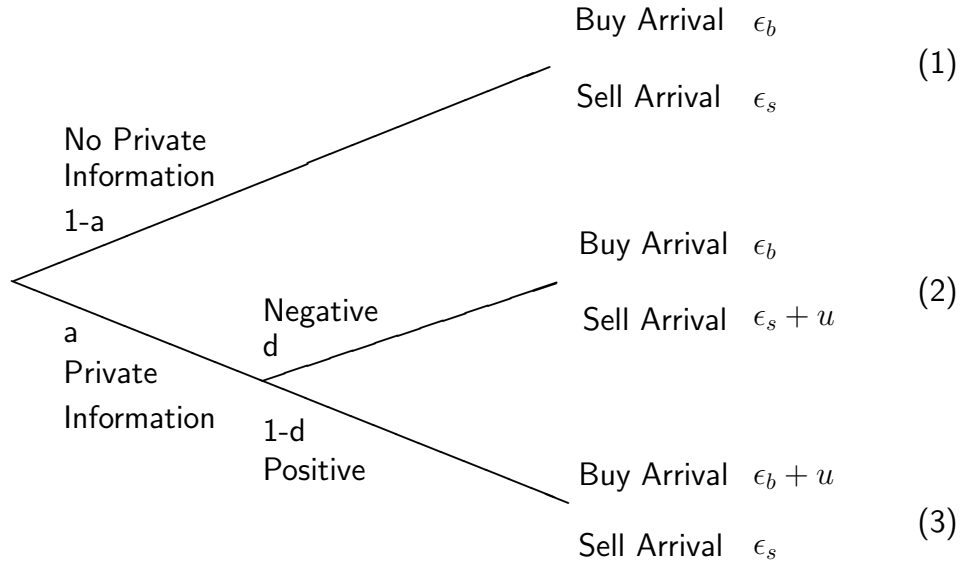 Buy Arrival ϵ_b
(1)
Sell Arrival ϵ_s
No Private
Information
1-a
Buy Arrival ϵ_b
(2)
Sell Arrival ϵ_s + u
Negative
d
a
Private
Information
1-d
Positive
Buy Arrival ϵ_b + u
(3)
Sell Arrival ϵ_s